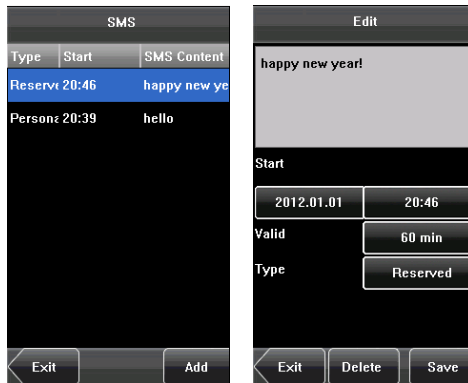 SMS
Type Start SMS Content
Reserve 20:46 happy new ye
Persona 20:39 hello
Exit Add
Edit
happy new year!
Start
2012.01.01 20:46
Valid 60 min
Type Reserved
Exit Delete Save